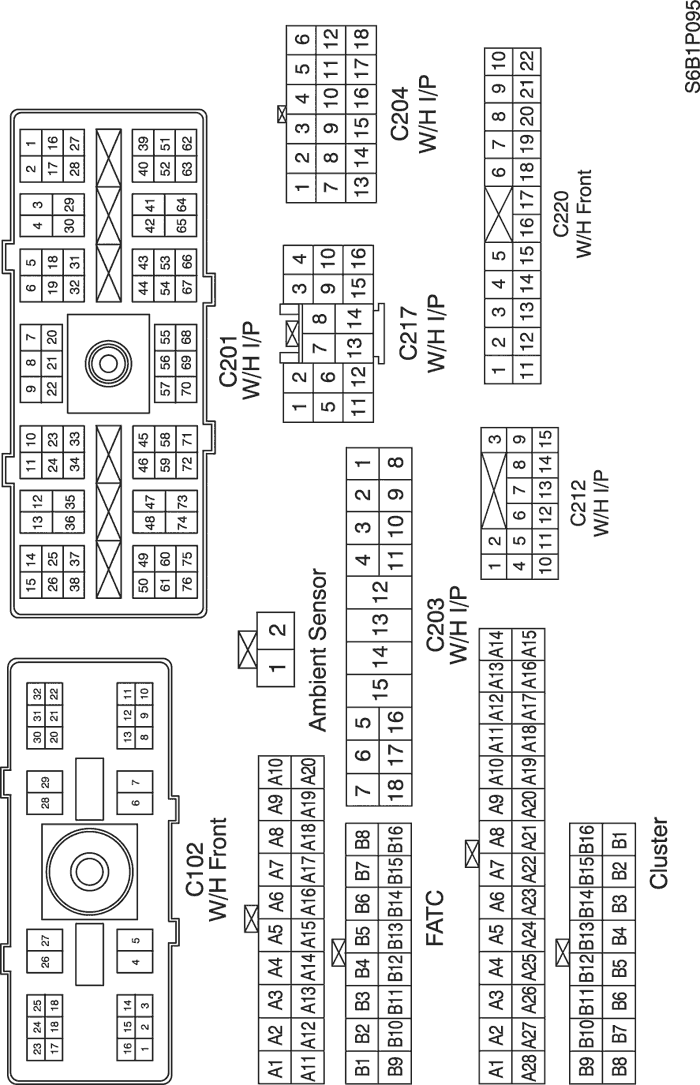 23 24 25 26 27 28 29 30 31 32
17 18 18 20 21 22
16 15 14 4 5 6 7 13 12 11
1 2 3 8 9 10
C102
W/H Front
15 14 13 12 11 10 9 8 7 6 5 4 3 2 1
26 25 24 23 22 21 20 19 18 17 16
38 37 36 35 34 33 32 31 30 29 28 27
50 49 48 47 46 45 44 43 42 41 40 39
61 60 59 58 57 56 55 54 53 52 51
76 75 74 73 72 71 70 69 68 67 66 65 64 63 62
C201
W/H I/P
A1 A2 A3 A4 A5 A6 A7 A8 A9 A10
A11 A12 A13 A14 A15 A16 A17 A18 A19 A20
B1 B2 B3 B4 B5 B6 B7 B8
B9 B10 B11 B12 B13 B14 B15 B16
FATC
1 2
Ambient Sensor
7 6 5 15 14 13 12 4 3 2 1
18 17 16 11 10 9 8
C203
W/H I/P
1 2 3 4
5 6 7 8 9 10
11 12 13 14 15 16
C217
W/H I/P
1 2 3 4 5 6
7 8 9 10 11 12
13 14 15 16 17 18
C204
W/H I/P
A1 A2 A3 A4 A5 A6 A7 A8 A9 A10 A11 A12 A13 A14
A28 A27 A26 A25 A24 A23 A22 A21 A20 A19 A18 A17 A16 A15
B9 B10 B11 B12 B13 B14 B15 B16
B8 B7 B6 B5 B4 B3 B2 B1
Cluster
1 2 3
4 5 6 7 8 9
10 11 12 13 14 15
C212
W/H I/P
1 2 3 4 5 6 7 8 9 10
11 12 13 14 15 16 17 18 19 20 21 22
C220
W/H Front
S6B1P095